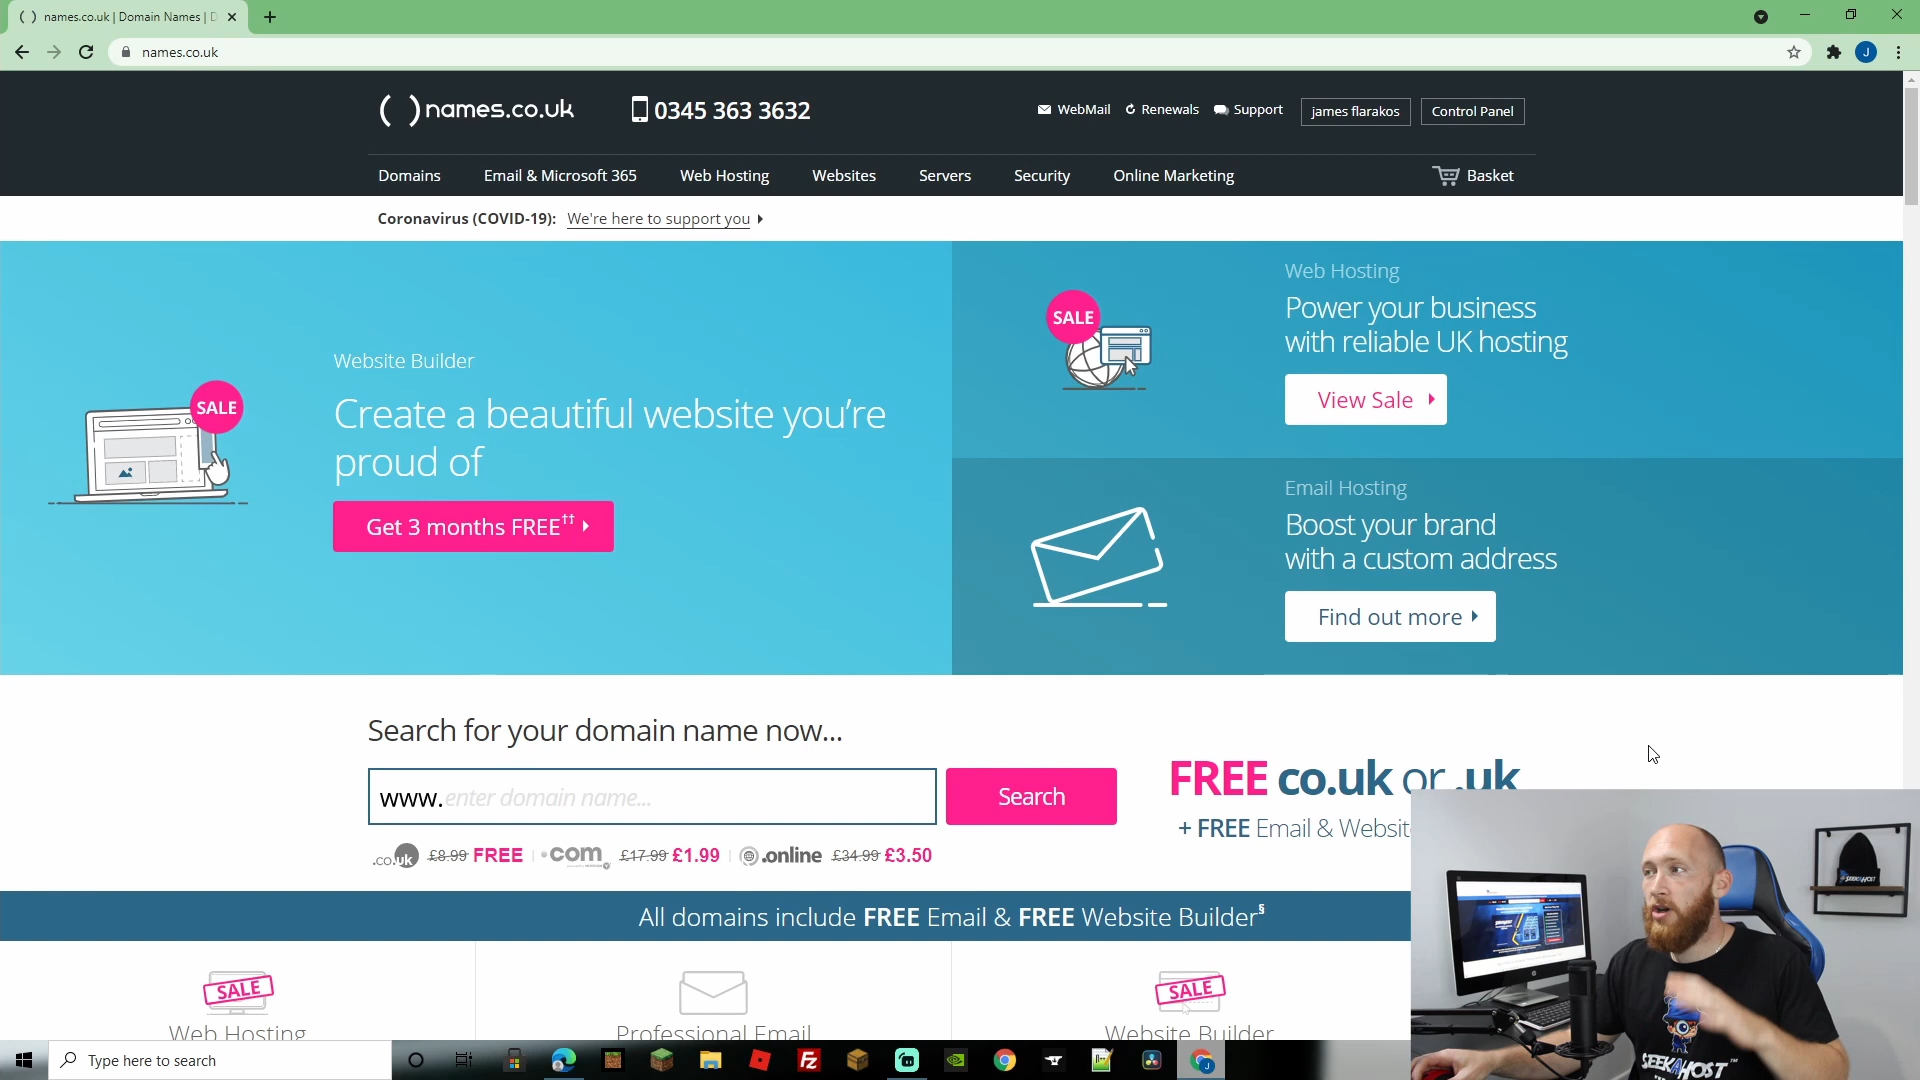 names.co.uk | Domain Names | D
names.co.uk
names.co.uk
0345 363 3632
WebMail
Renewals
Support
james flarakos
Control Panel
Domains
Email & Microsoft 365
Web Hosting
Websites
Servers
Security
Online Marketing
Basket
Coronavirus (COVID-19): We're here to support you
SALE
Website Builder
Create a beautiful website you're
proud of
Get 3 months FREE††
SALE
Web Hosting
Power your business
with reliable UK hosting
View Sale
Email Hosting
Boost your brand
with a custom address
Find out more
Search for your domain name now...
www. enter domain name...
Search
FREE co.uk or .uk
+ FREE Email & Websit
.co.uk £8.99 FREE
.com £17.99 £1.99
.online £34.99 £3.50
All domains include FREE Email & FREE Website Builder§
SALE
Web Hosting
Professional Email
SALE
Website Builder
SEEKAHOST
SEEKAHOST™
Type here to search
J